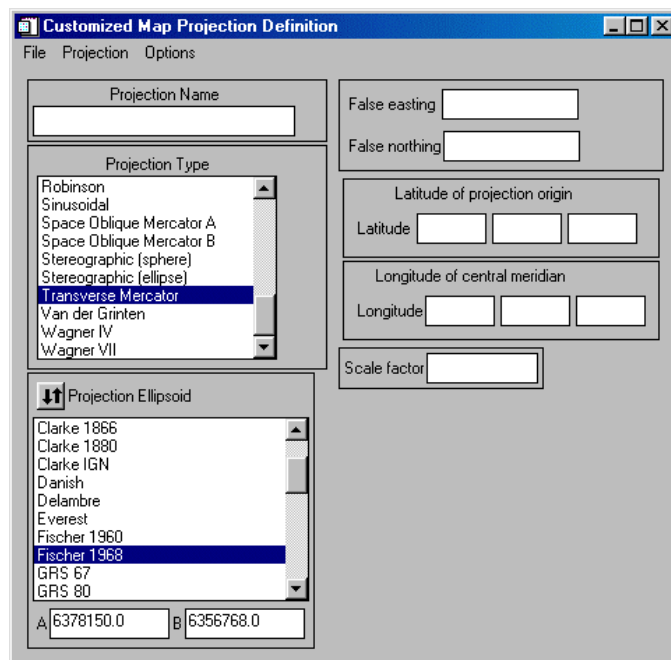 Customized Map Projection Definition
File Projection Options
Projection Name
Projection Type
Robinson
Sinusoidal
Space Oblique Mercator A
Space Oblique Mercator B
Stereographic (sphere)
Stereographic (ellipse)
Transverse Mercator
Van der Grinten
Wagner IV
Wagner VII
Projection Ellipsoid
Clarke 1866
Clarke 1880
Clarke IGN
Danish
Delambre
Everest
Fischer 1960
Fischer 1968
GRS 67
GRS 80
A 6378150.0 B 6356768.0
False easting
False northing
Latitude of projection origin
Latitude
Longitude of central meridian
Longitude
Scale factor